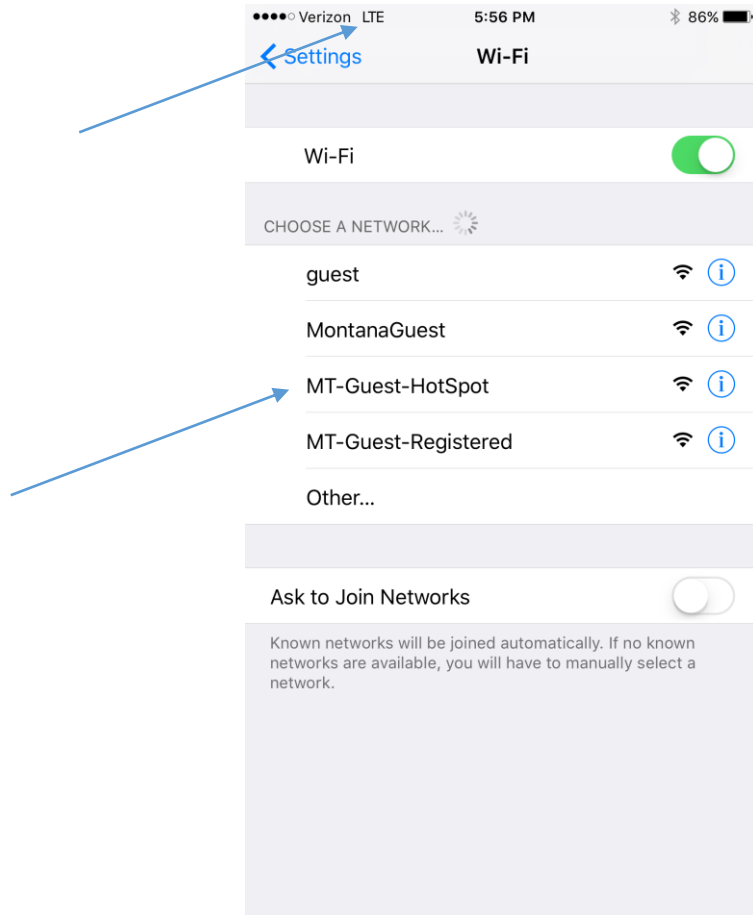 Verizon LTE 5:56 PM 86%
Settings Wi-Fi
Wi-Fi
CHOOSE A NETWORK...
guest
MontanaGuest
MT-Guest-HotSpot
MT-Guest-Registered
Other...
Ask to Join Networks
Known networks will be joined automatically. If no known
networks are available, you will have to manually select a
network.